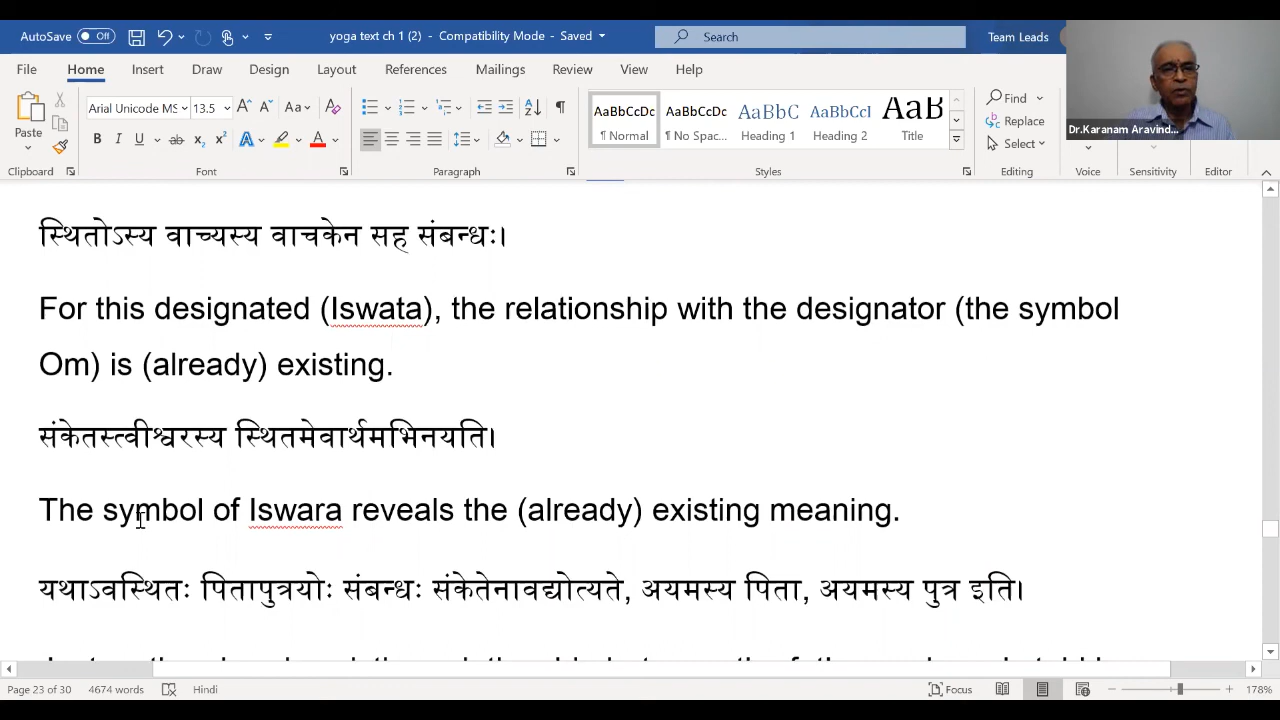 AutoSave Off yoga text ch 1 (2) - Compatibility Mode - Saved Search Team Leads
File Home Insert Draw Design Layout References Mailings Review View Help
Dr.Karanam Aravind...
Paste Arial Unicode MS 13.5 AaBbCcDc AaBbCcDc AaBbC AaBbCcI AaB Find
¶ Normal ¶ No Spac... Heading 1 Heading 2 Title Replace
Select
Clipboard Font Paragraph Styles Editing Voice Sensitivity Editor
स्थितोऽस्य वाच्यस्य वाचकेन सह संबन्धः।
For this designated (Iswata), the relationship with the designator (the symbol
Om) is (already) existing.
संकेतस्त्वीश्वरस्य स्थितमेवार्थमभिनयति।
The symbol of Iswara reveals the (already) existing meaning.
यथाऽवस्थितः पितापुत्रयोः संबन्धः संकेतेनावद्योत्यते, अयमस्य पिता, अयमस्य पुत्र इति।
Page 23 of 30 4674 words Hindi Focus 178%